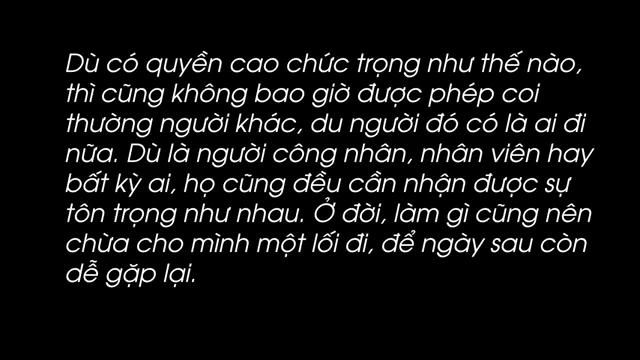 Dù có quyền cao chức trọng như thế nào,
thì cũng không bao giờ được phép coi
thường người khác, du người đó có là ai đi
nữa. Dù là người công nhân, nhân viên hay
bất kỳ ai, họ cũng đều cần nhận được sự
tôn trọng như nhau. Ở đời, làm gì cũng nên
chừa cho mình một lối đi, để ngày sau còn
dễ gặp lại.